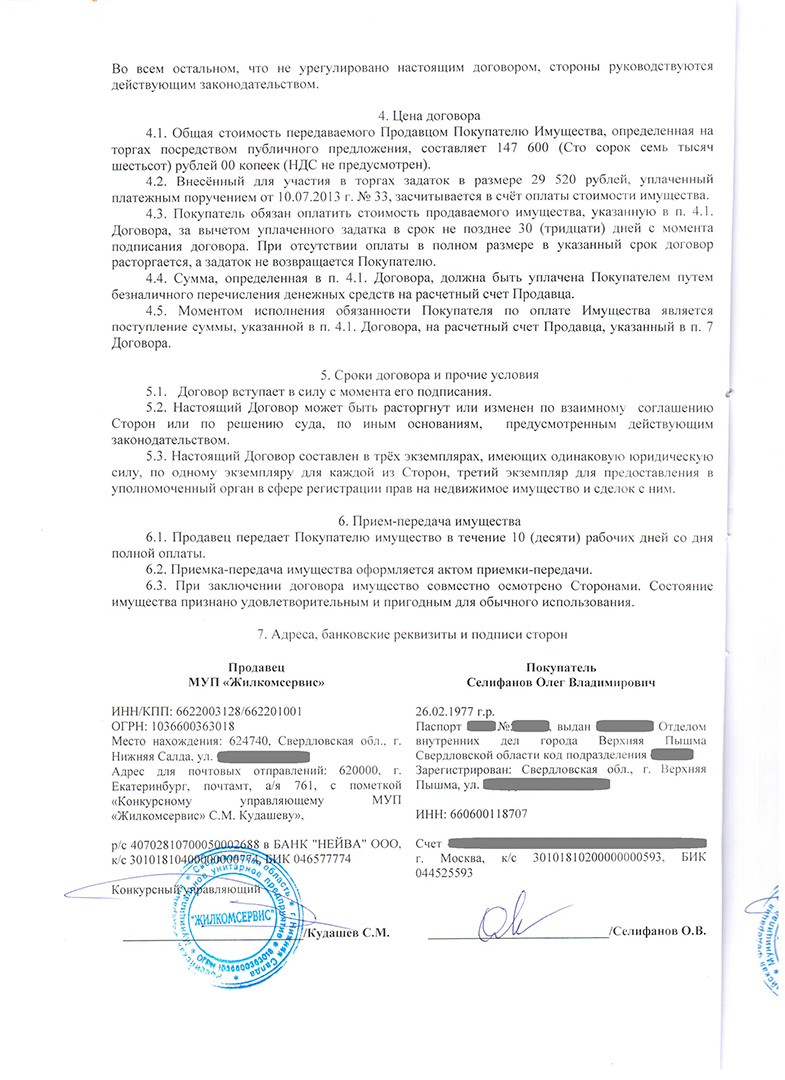 Во всем остальном, что не урегулировано настоящим договором, стороны руководствуются
действующим законодательством.
4. Цена договора
4.1. Общая стоимость передаваемого Продавцом Покупателю Имущества, определенная на
торгах посредством публичного предложения, составляет 147 600 (Сто сорок семь тысяч
шестьсот) рублей 00 копеек (НДС не предусмотрен).
4.2. Внесённый для участия в торгах задаток в размере 29 520 рублей, уплаченный
платежным поручением от 10.07.2013 г. № 33, засчитывается в счёт оплаты стоимости имущества.
4.3. Покупатель обязан оплатить стоимость продаваемого имущества, указанную в п. 4.1.
Договора, за вычетом уплаченного задатка в срок не позднее 30 (тридцати) дней с момента
подписания договора. При отсутствии оплаты в полном размере в указанный срок договор
расторгается, а задаток не возвращается Покупателю.
4.4. Сумма, определенная в п. 4.1. Договора, должна быть уплачена Покупателем путем
безналичного перечисления денежных средств на расчетный счет Продавца.
4.5. Моментом исполнения обязанности Покупателя по оплате Имущества является
поступление суммы, указанной в п. 4.1. Договора, на расчетный счет Продавца, указанный в п. 7
Договора.
5. Сроки договора и прочие условия
5.1. Договор вступает в силу с момента его подписания.
5.2. Настоящий Договор может быть расторгнут или изменен по взаимному соглашению
Сторон или по решению суда, по иным основаниям, предусмотренным действующим
законодательством.
5.3. Настоящий Договор составлен в трёх экземплярах, имеющих одинаковую юридическую
силу, по одному экземпляру для каждой из Сторон, третий экземпляр для предоставления в
уполномоченный орган в сфере регистрации прав на недвижимое имущество и сделок с ним.
6. Прием-передача имущества
6.1. Продавец передает Покупателю имущество в течение 10 (десяти) рабочих дней со дня
полной оплаты.
6.2. Приемка-передача имущества оформляется актом приемки-передачи.
6.3. При заключении договора имущество совместно осмотрено Сторонами. Состояние
имущества признано удовлетворительным и пригодным для обычного использования.
7. Адреса, банковские реквизиты и подписи сторон
Продавец
МУП «Жилкомсервис»
ИНН/КПП: 6622003128/662201001
ОГРН: 1036600363018
Место нахождения: 624740, Свердловская обл., г.
Нижняя Салда, ул.
Адрес для почтовых отправлений: 620000, г.
Екатеринбург, почтамт, а/я 761, с пометкой
«Конкурсному управляющему МУП
«Жилкомсервис» С.М. Кудашеву»,
р/с 40702810700050002688 в БАНК "НЕЙВА" ООО,
к/с 30101810400000000774, БИК 046577774
Конкурсный управляющий
/Кудашев С.М.
"ЖИЛКОМСЕРВИС"
Муниципальное унитарное предприятие
ОГРН 1036600363018
область * г. Нижняя Салда
Покупатель
Селифанов Олег Владимирович
26.02.1977 г.р.
Паспорт № , выдан Отделом
внутренних дел города Верхняя Пышма
Свердловской области код подразделения
Зарегистрирован: Свердловская обл., г. Верхняя
Пышма, ул.
ИНН: 660600118707
Счет
г. Москва, к/с 30101810200000000593, БИК
044525593
/Селифанов О.В.